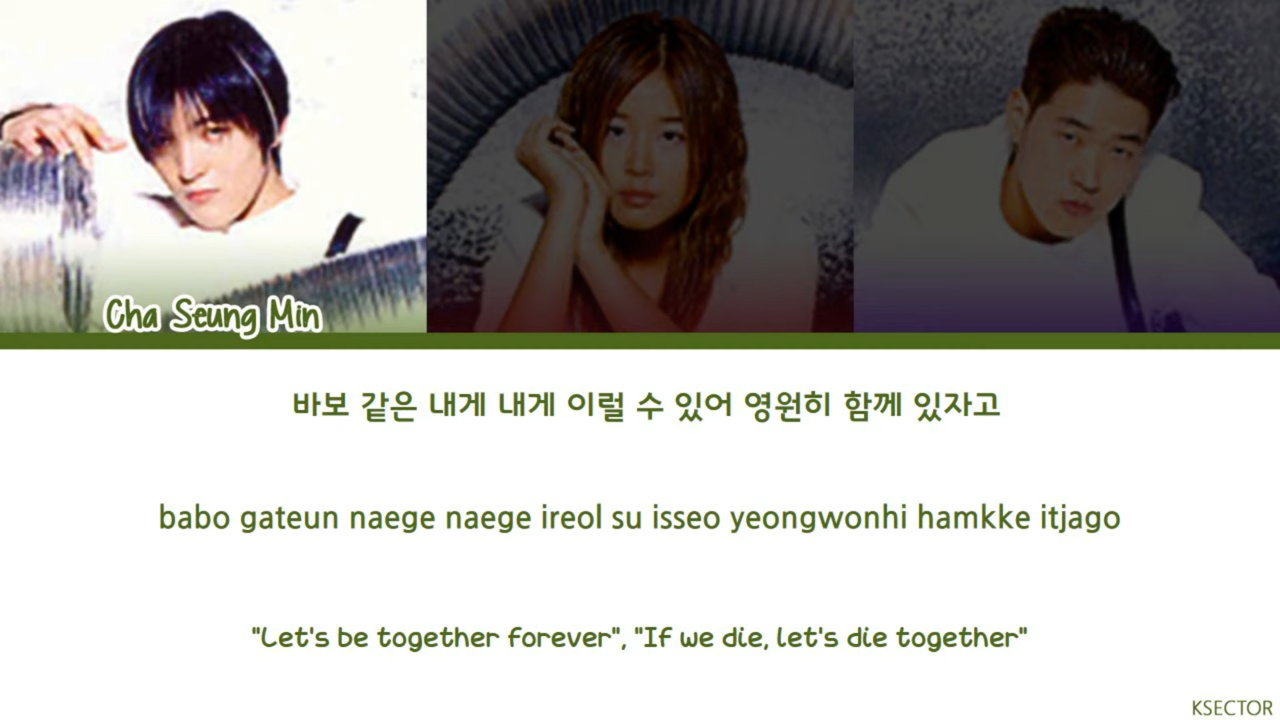 Cha Seung Min
바보 같은 내게 내게 이럴 수 있어 영원히 함께 있자고
babo gateun naege naege ireol su isseo yeongwonhi hamkke itjago
"Let's be together forever", "If we die, let's die together"
KSECTOR